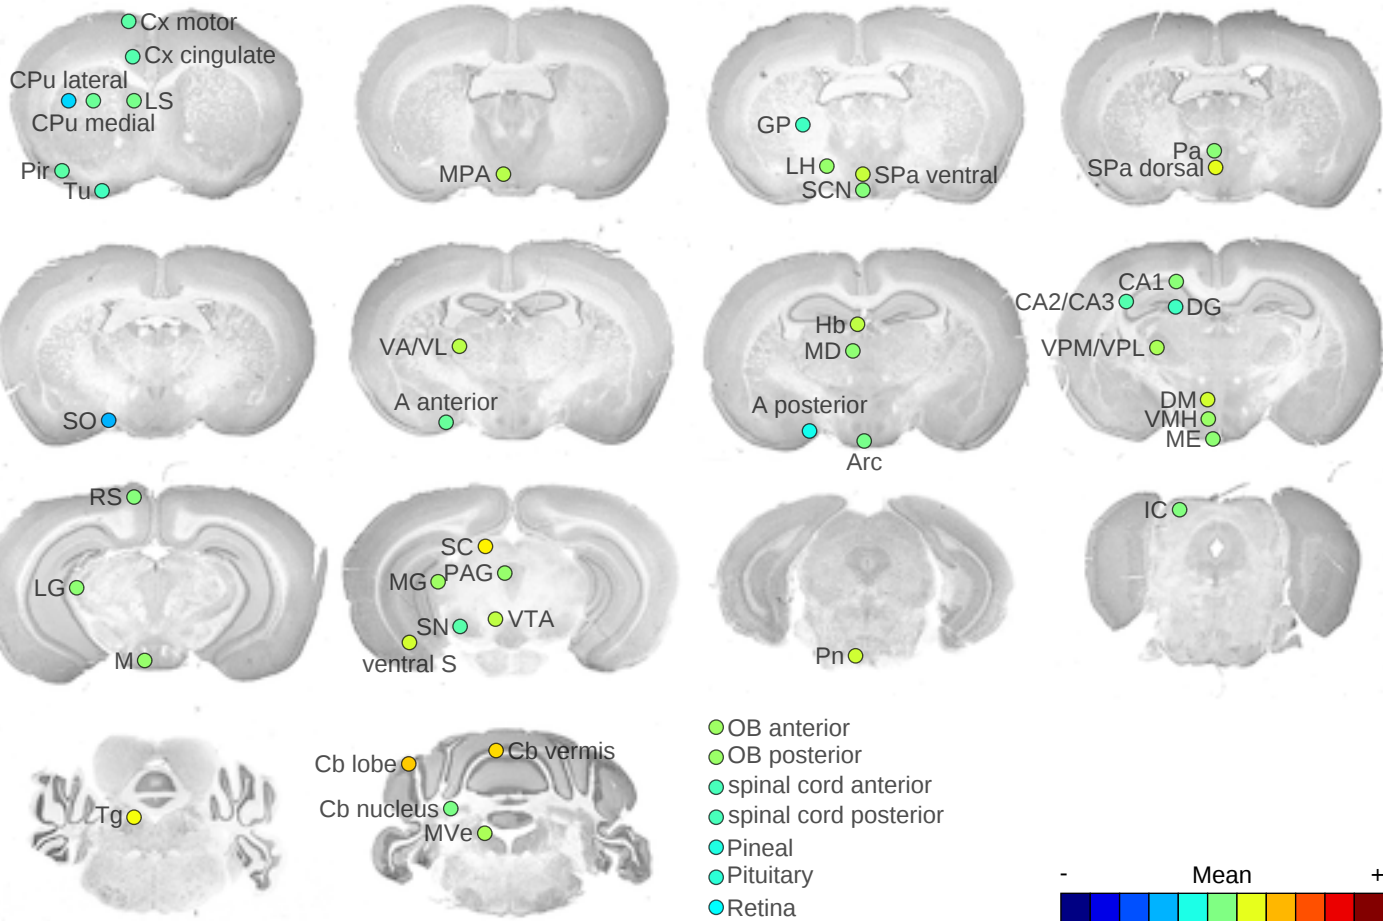 Cx motor
Cx cingulate
CPu lateral
LS
CPu medial
Pir
Tu
MPA
GP
LH
SPa ventral
SCN
Pa
SPa dorsal
SO
VA/VL
A anterior
Hb
MD
A posterior
Arc
CA1
CA2/CA3
DG
VPM/VPL
DM
VMH
ME
RS
LG
M
SC
PAG
MG
VTA
SN
ventral S
Pn
IC
Tg
Cb vermis
Cb lobe
Cb nucleus
MVe
OB anterior
OB posterior
spinal cord anterior
spinal cord posterior
Pineal
Pituitary
Retina
- Mean +